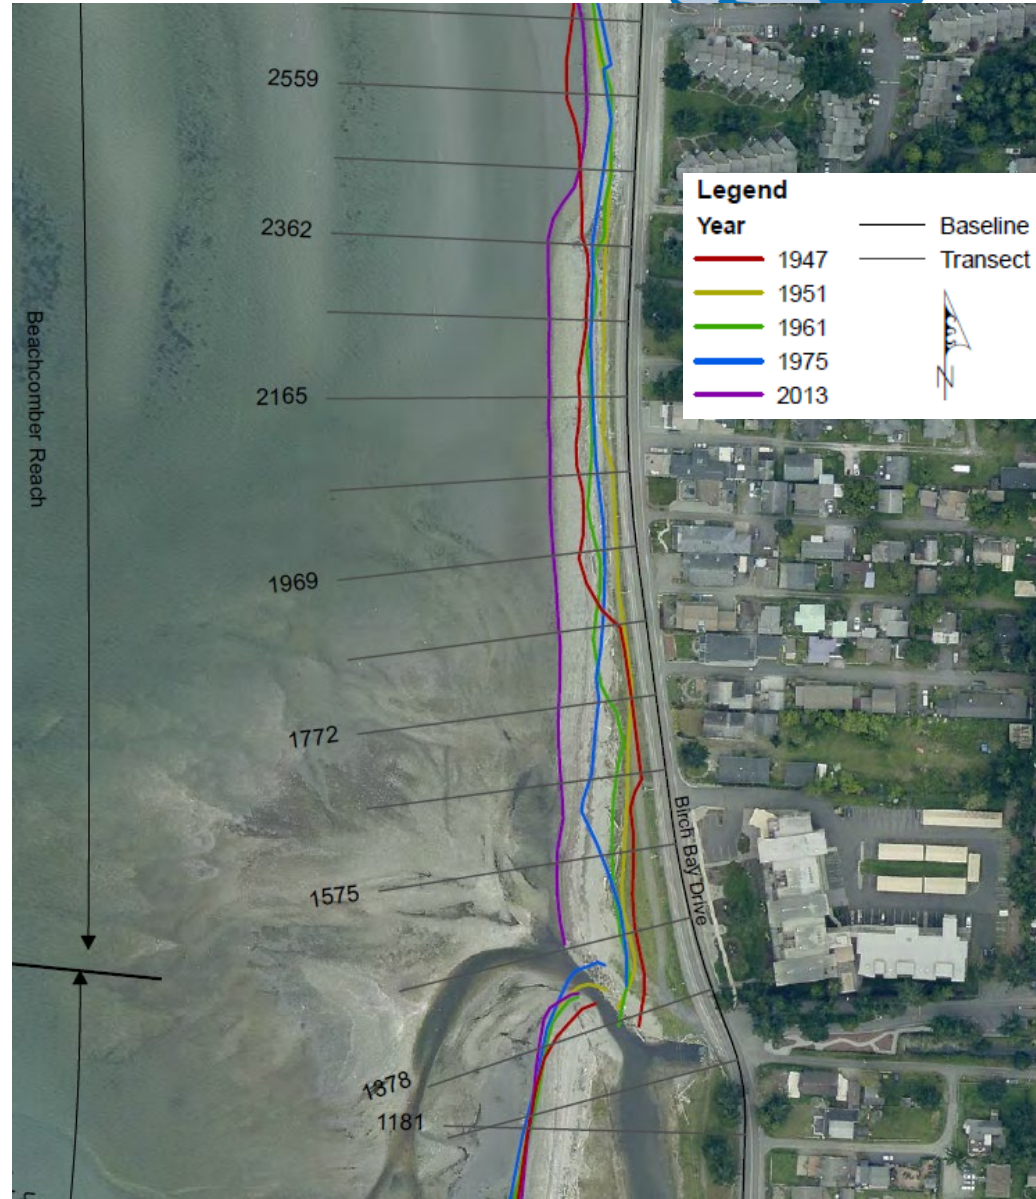 2559
2362
2165
1969
1772
1575
1378
1181
Beachcomber Reach
Birch Bay Drive
Legend
Year
1947
1951
1961
1975
2013
Baseline
Transect
N